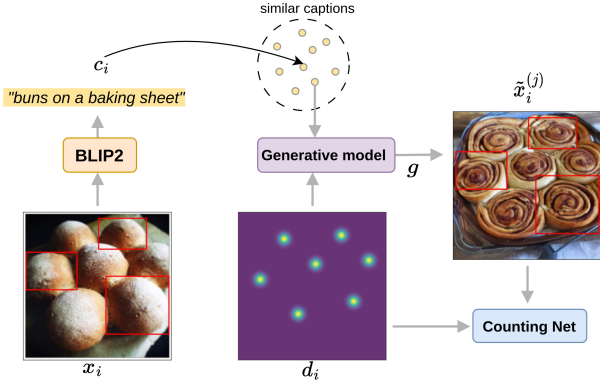 similar captions
c_i
"buns on a baking sheet"
x̃_i^{(j)}
BLIP2
Generative model
g
Counting Net
x_i
d_i